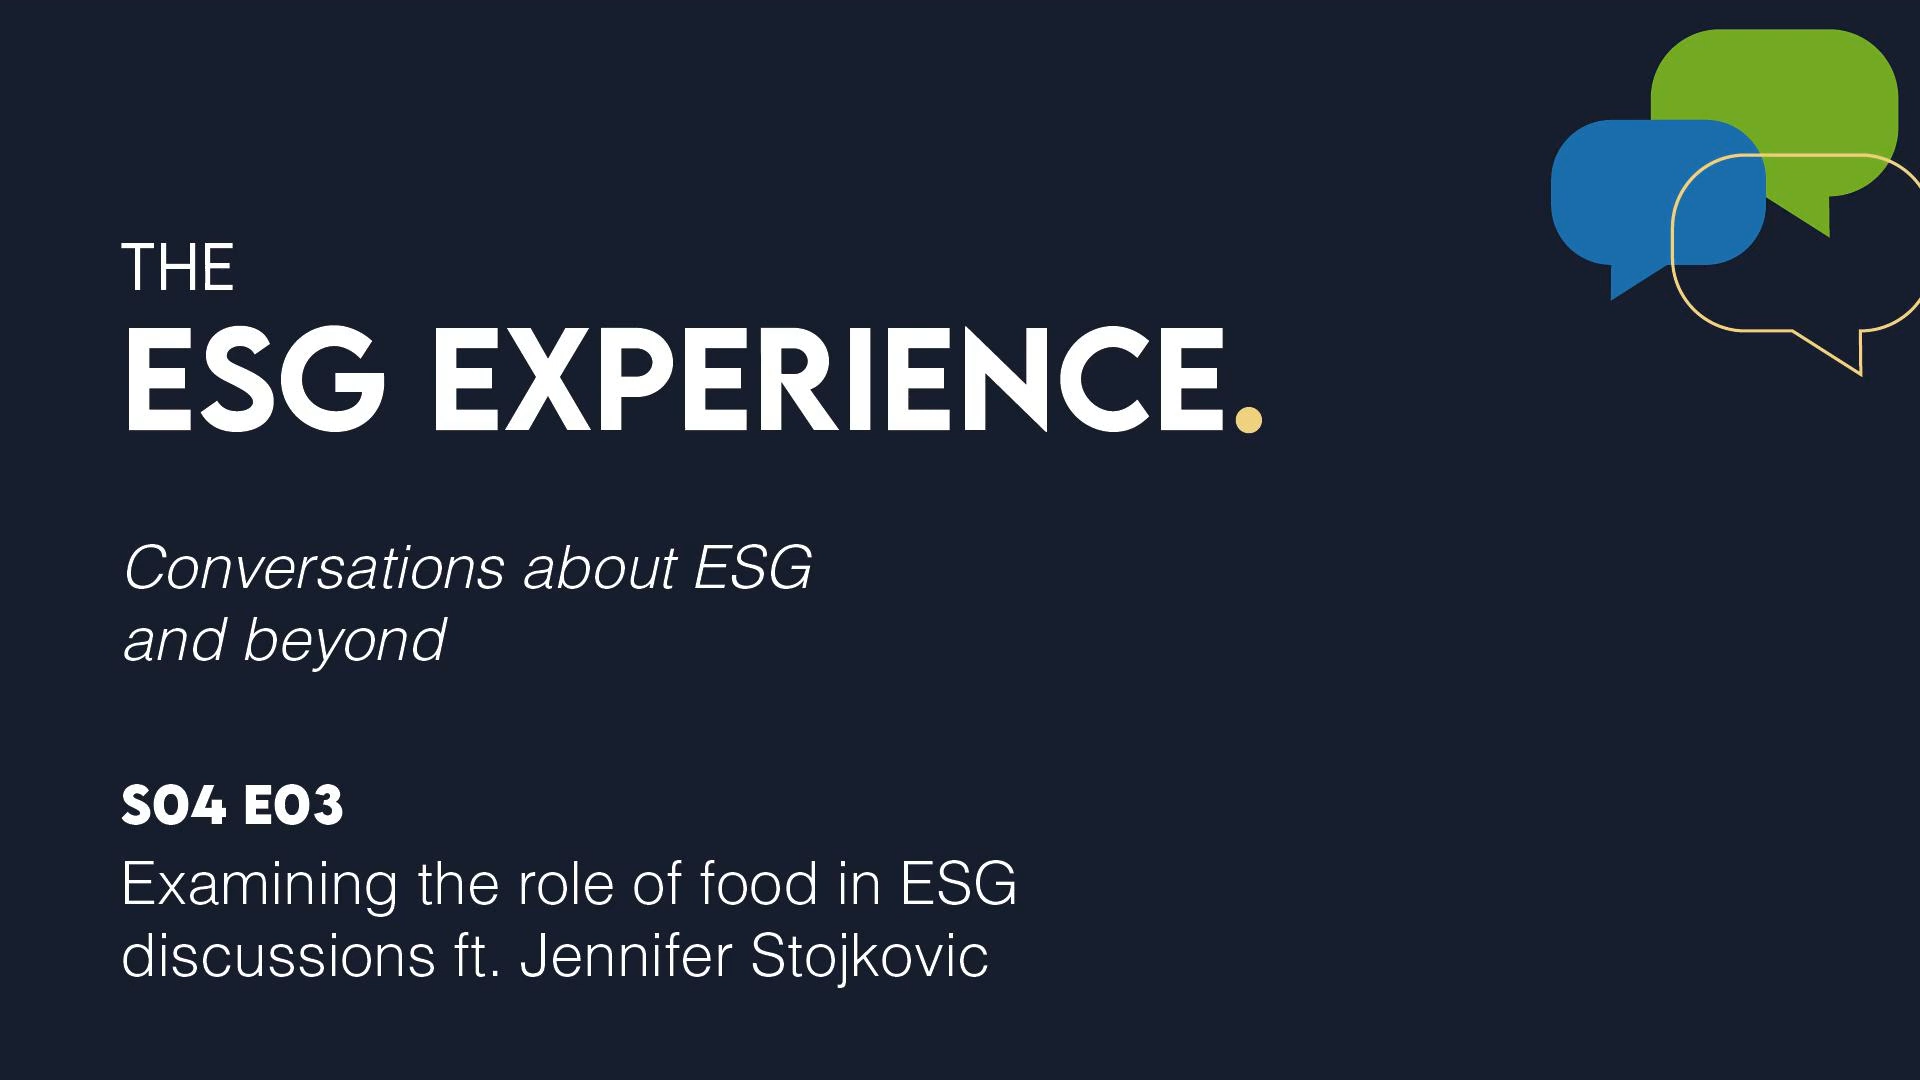 THE
ESG EXPERIENCE.
Conversations about ESG
and beyond
S04 E03
Examining the role of food in ESG
discussions ft. Jennifer Stojkovic